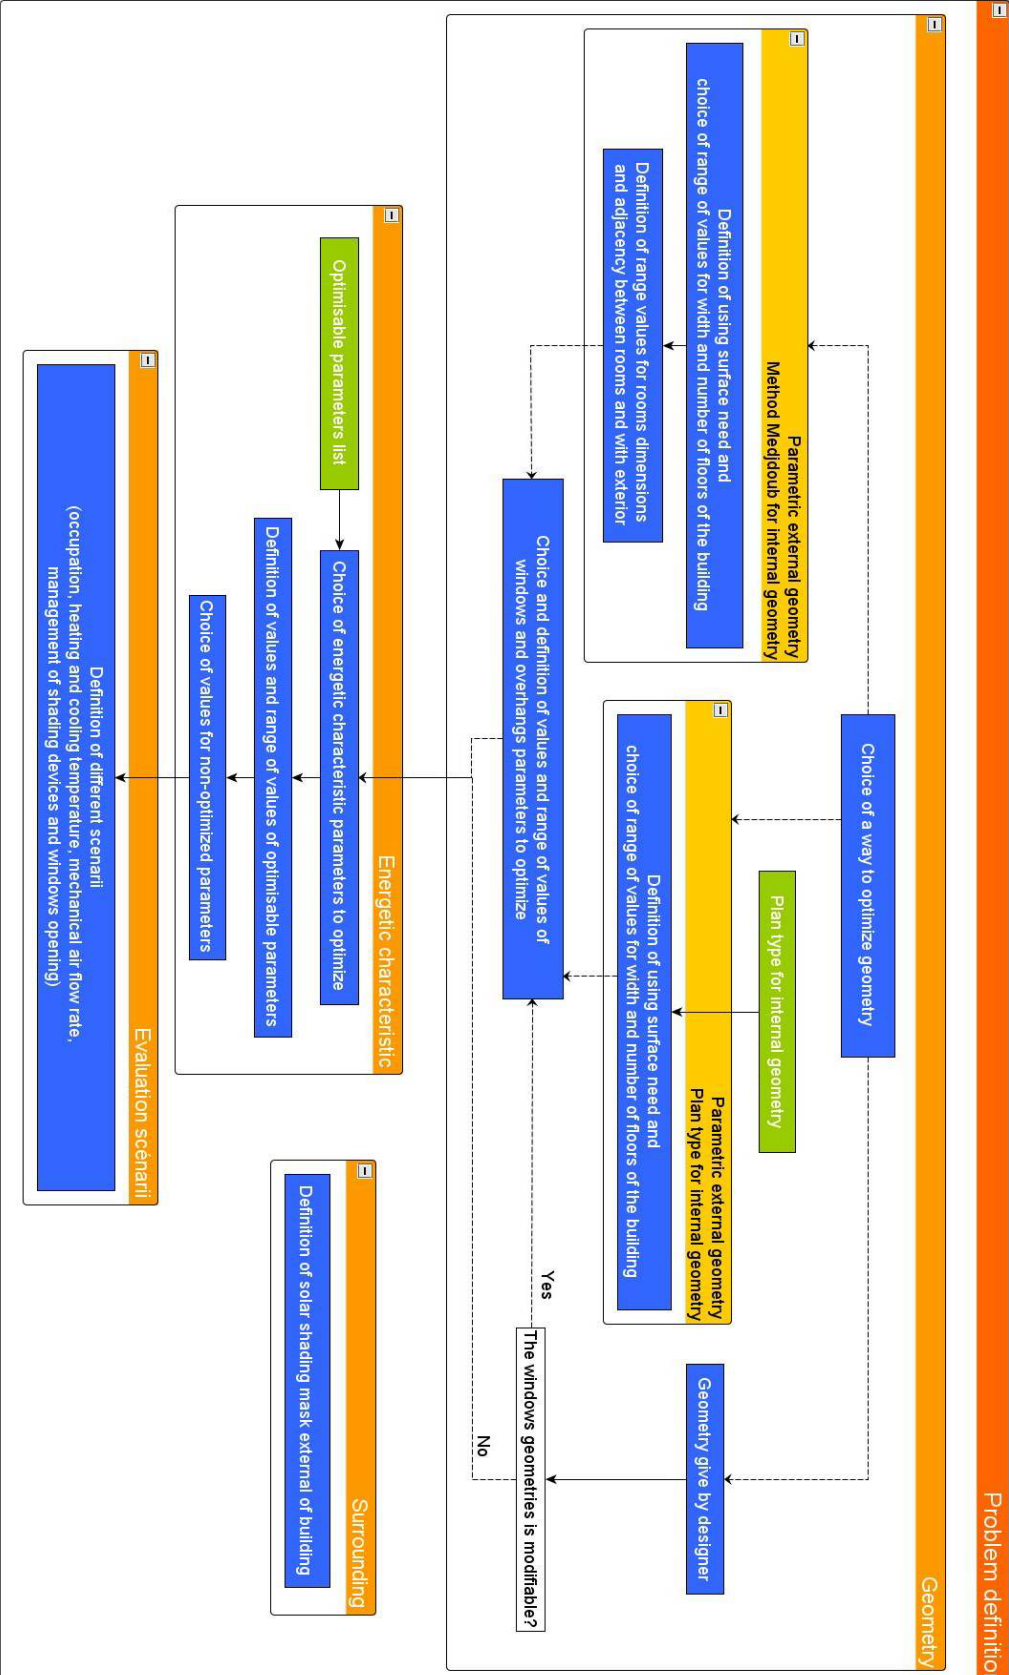 Problem definitio
Geometry
Choice of a way to optimize geometry
Parametric external geometry
Method Medjdoub for internal geometry
Definition of using surface need and
choice of range of values for width and number of floors of the building
Definition of range values for rooms dimensions
and adjacency between rooms and with exterior
Plan type for internal geometry
Parametric external geometry
Plan type for internal geometry
Definition of using surface need and
choice of range of values for width and number of floors of the building
Geometry give by designer
The windows geometries is modifiable?
Yes
No
Choice and definition of values and range of values of
windows and overhangs parameters to optimize
Energetic characteristic
Optimisable parameters list
Choice of energetic characteristic parameters to optimize
Definition of values and range of values of optimisable parameters
Choice of values for non-optimized parameters
Surrounding
Definition of solar shading mask external of building
Evaluation scénarii
Definition of different scenarii
(occupation, heating and cooling temperature, mechanical air flow rate,
management of shading devices and windows opening)